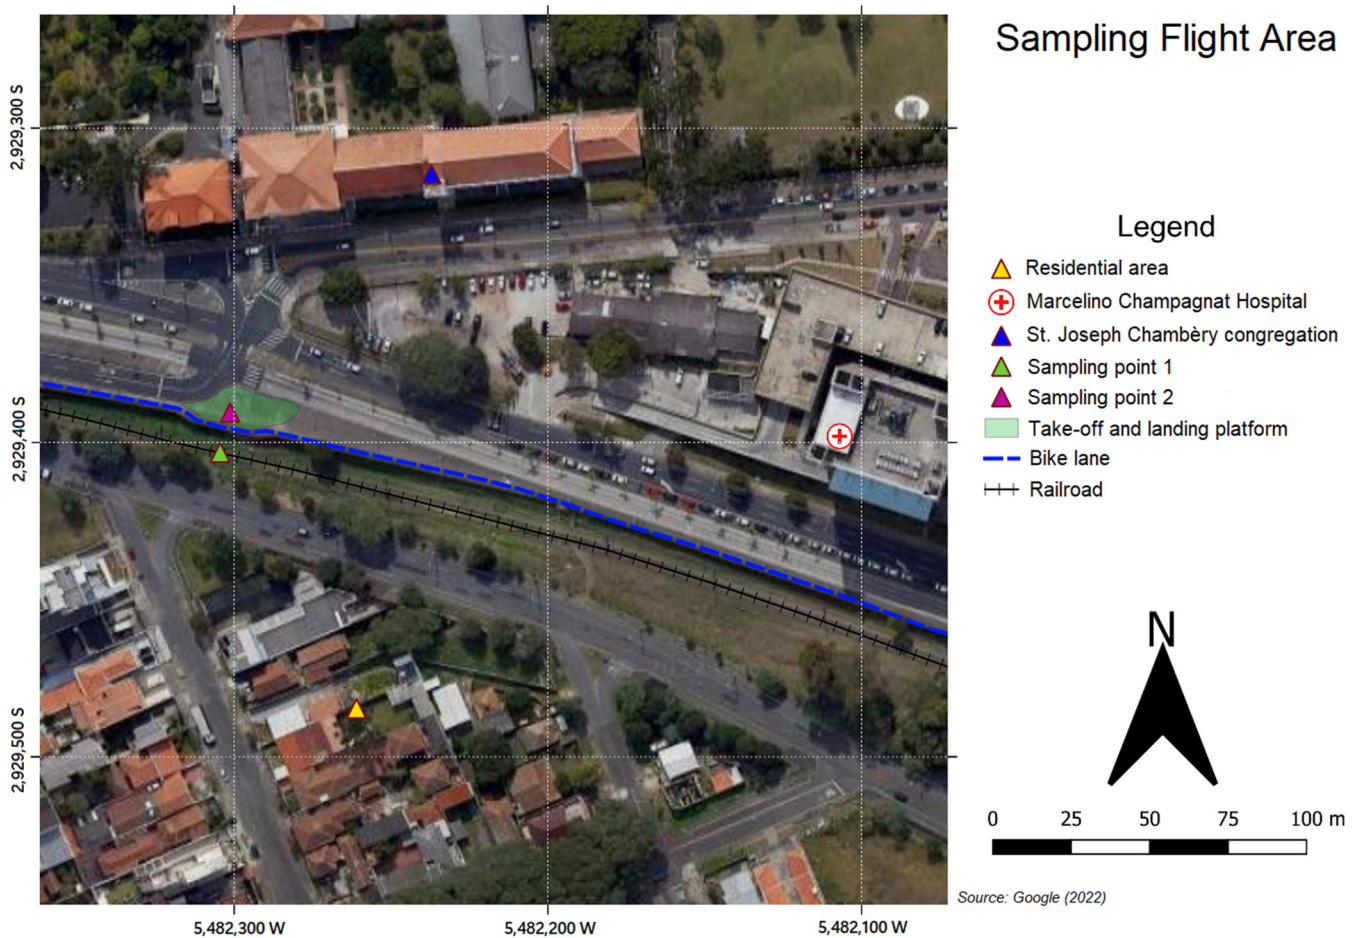 Sampling Flight Area
2,929,300 S
2,929,400 S
2,929,500 S
5,482,300 W
5,482,200 W
5,482,100 W
Legend
Residential area
Marcelino Champagnat Hospital
St. Joseph Chambèry congregation
Sampling point 1
Sampling point 2
Take-off and landing platform
Bike lane
Railroad
N
0 25 50 75 100 m
Source: Google (2022)